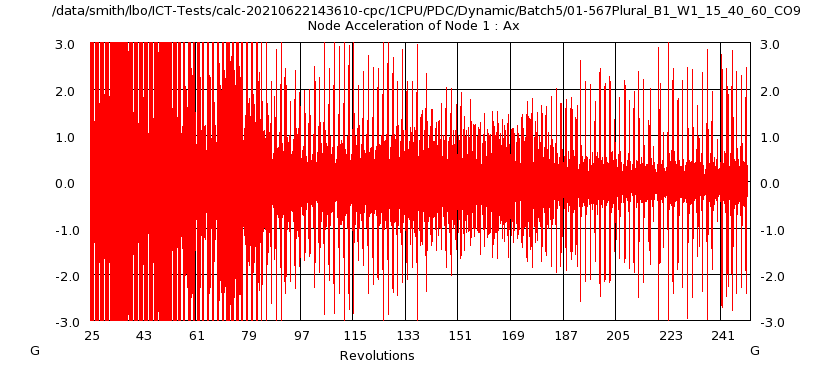 /data/smith/lbo/ICT-Tests/calc-20210622143610-cpc/1CPU/PDC/Dynamic/Batch5/01-567Plural_B1_W1_15_40_60_CO9
Node Acceleration of Node 1 : Ax
3.0 3.0
2.0 2.0
1.0 1.0
0.0 0.0
-1.0 -1.0
-2.0 -2.0
-3.0 -3.0
25 43 61 79 97 115 133 151 169 187 205 223 241
G G
Revolutions